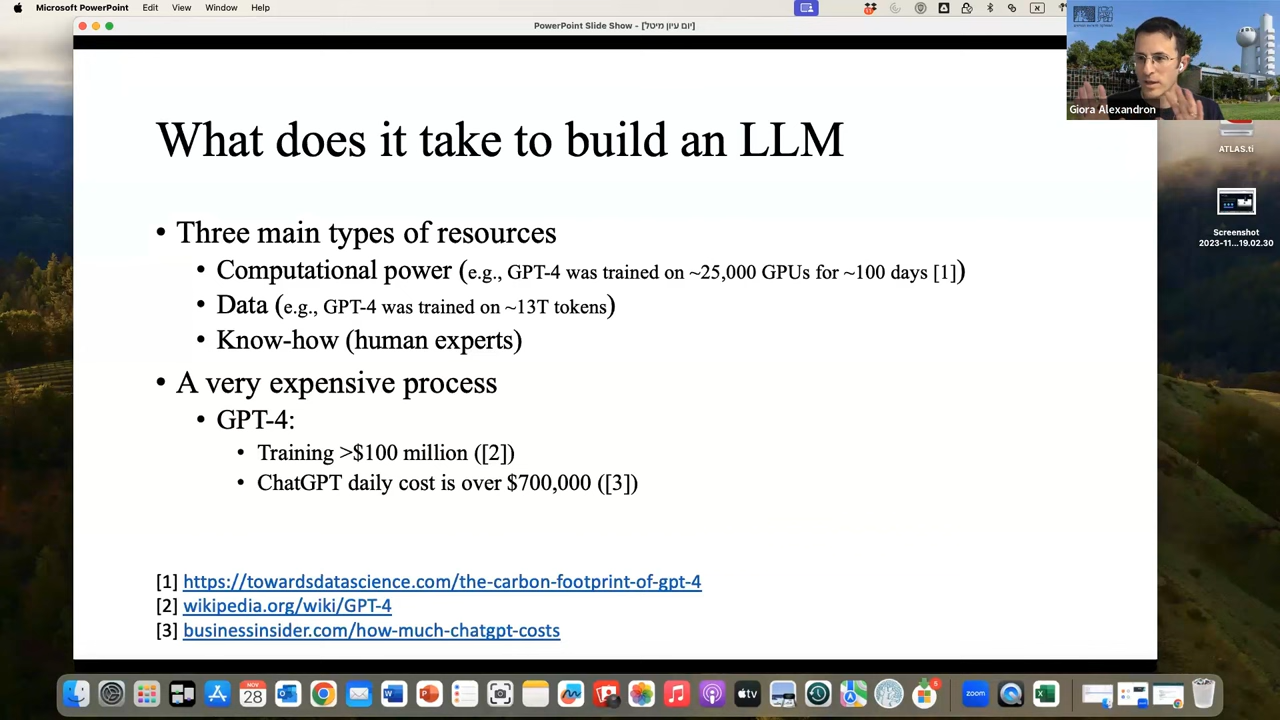 Microsoft PowerPoint Edit View Window Help
PowerPoint Slide Show - [יום עיון מיטל]
Giora Alexandron
ATLAS.ti
Screenshot
2023-11...19.02.30
What does it take to build an LLM
• Three main types of resources
• Computational power (e.g., GPT-4 was trained on ~25,000 GPUs for ~100 days [1])
• Data (e.g., GPT-4 was trained on ~13T tokens)
• Know-how (human experts)
• A very expensive process
• GPT-4:
• Training >$100 million ([2])
• ChatGPT daily cost is over $700,000 ([3])
[1] https://towardsdatascience.com/the-carbon-footprint-of-gpt-4
[2] wikipedia.org/wiki/GPT-4
[3] businessinsider.com/how-much-chatgpt-costs
NOV
28
tv
zoom